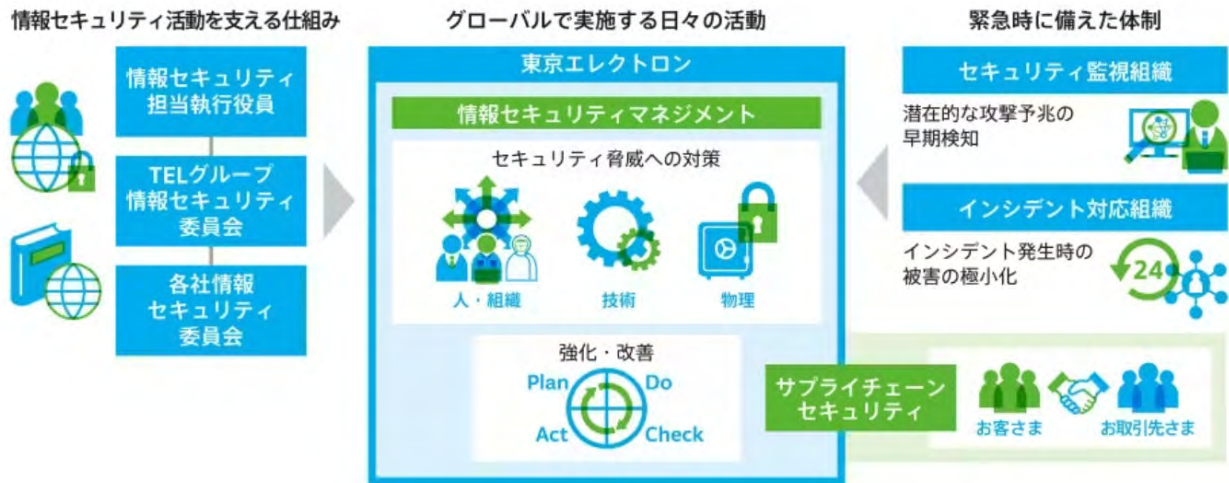 情報セキュリティ活動を支える仕組み
情報セキュリティ
担当執行役員
TELグループ
情報セキュリティ
委員会
各社情報
セキュリティ
委員会
グローバルで実施する日々の活動
東京エレクトロン
情報セキュリティマネジメント
セキュリティ脅威への対策
人・組織
技術
物理
強化・改善
Plan
Do
Act
Check
緊急時に備えた体制
セキュリティ監視組織
潜在的な攻撃予兆の
早期検知
インシデント対応組織
インシデント発生時の
被害の極小化
24
サプライチェーン
セキュリティ
お客さま
お取引先さま